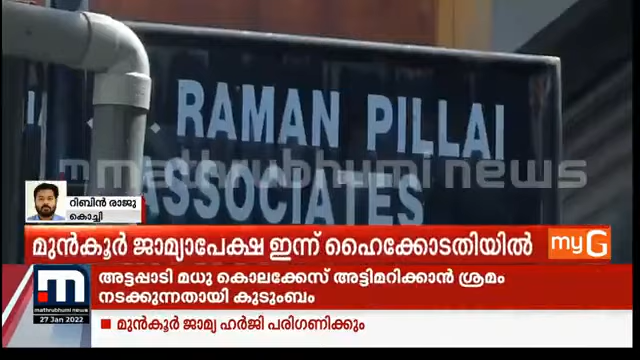 RAMAN PILLAI
ASSOCIATES
mathrubhumi news
റിബിൻ രാജു
കൊച്ചി
മുൻകൂർ ജാമ്യാപേക്ഷ ഇന്ന് ഹൈക്കോടതിയിൽ
myG
അട്ടപ്പാടി മധു കൊലക്കേസ് അട്ടിമറിക്കാൻ ശ്രമം
നടക്കുന്നതായി കുടുംബം
mathrubhumi news
27 Jan 2022
മുൻകൂർ ജാമ്യ ഹർജി പരിഗണിക്കും